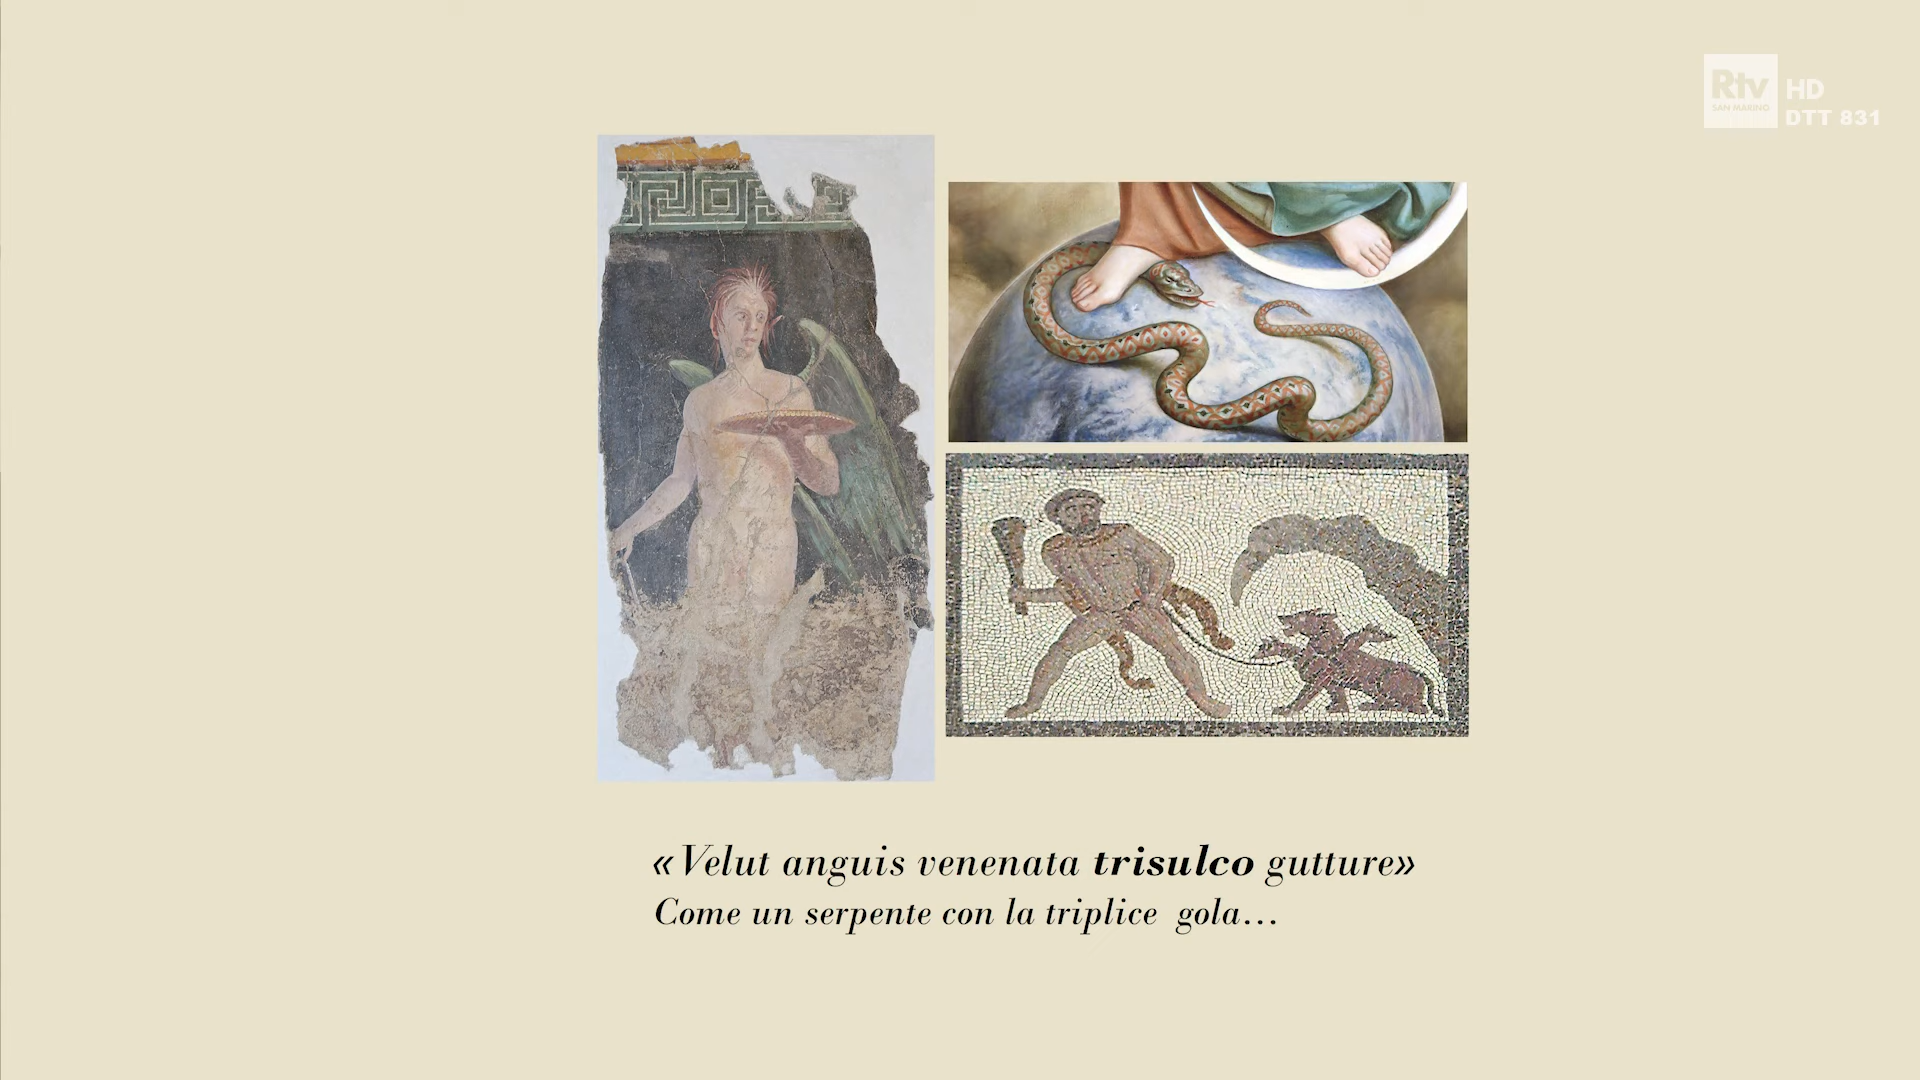 Rtv
SAN MARINO
HD
DTT 831
«Velut anguis venenata trisulco gutture»
Come un serpente con la triplice gola...